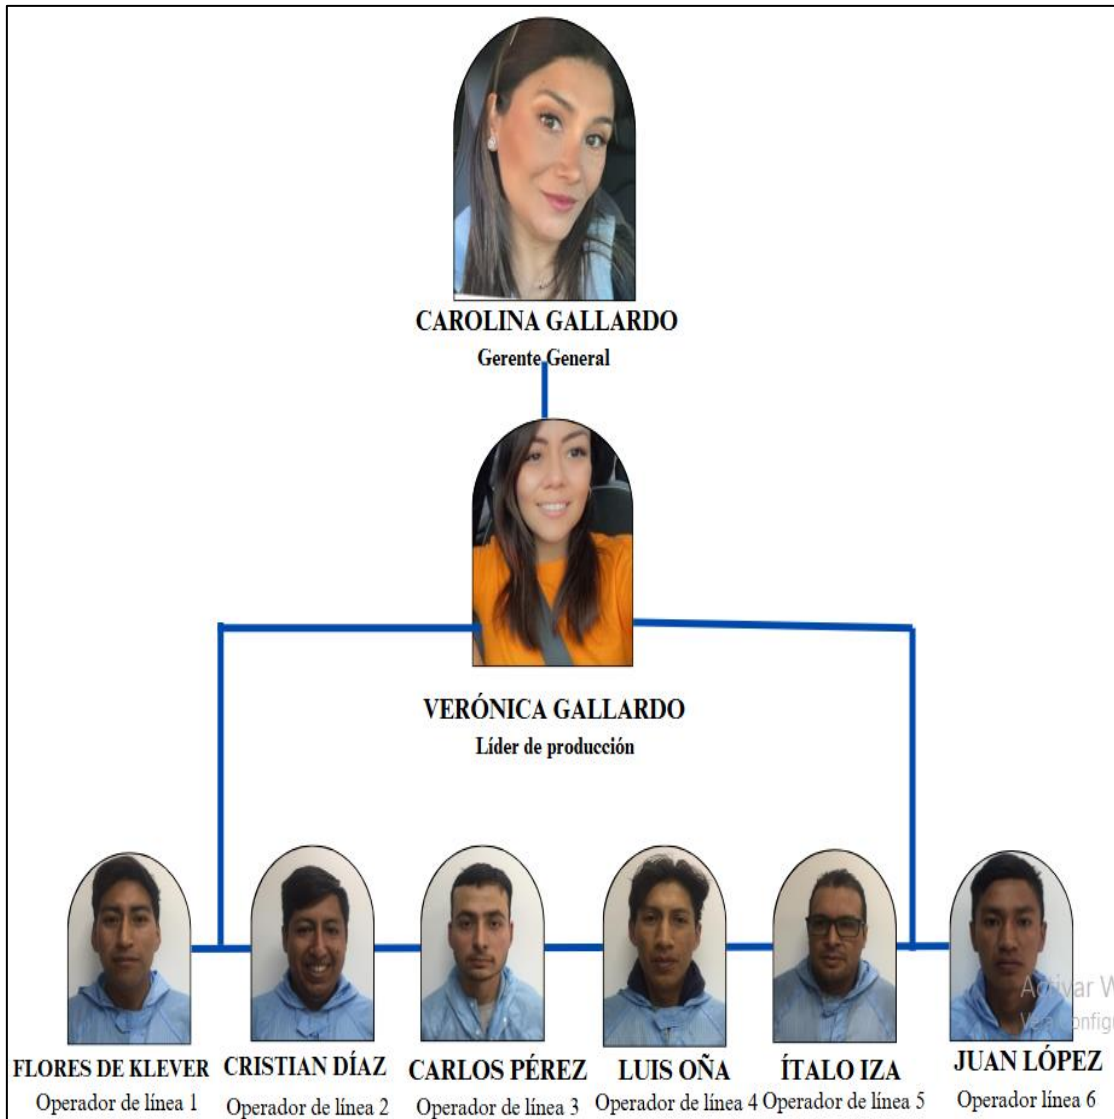 CAROLINA GALLARDO
Gerente General
VERÓNICA GALLARDO
Líder de producción
FLORES DE KLEVER
Operador de línea 1
CRISTIAN DÍAZ
Operador de línea 2
CARLOS PÉREZ
Operador de línea 3
LUIS OÑA
Operador de línea 4
ÍTALO IZA
Operador de línea 5
JUAN LÓPEZ
Operador de línea 6
Activar W